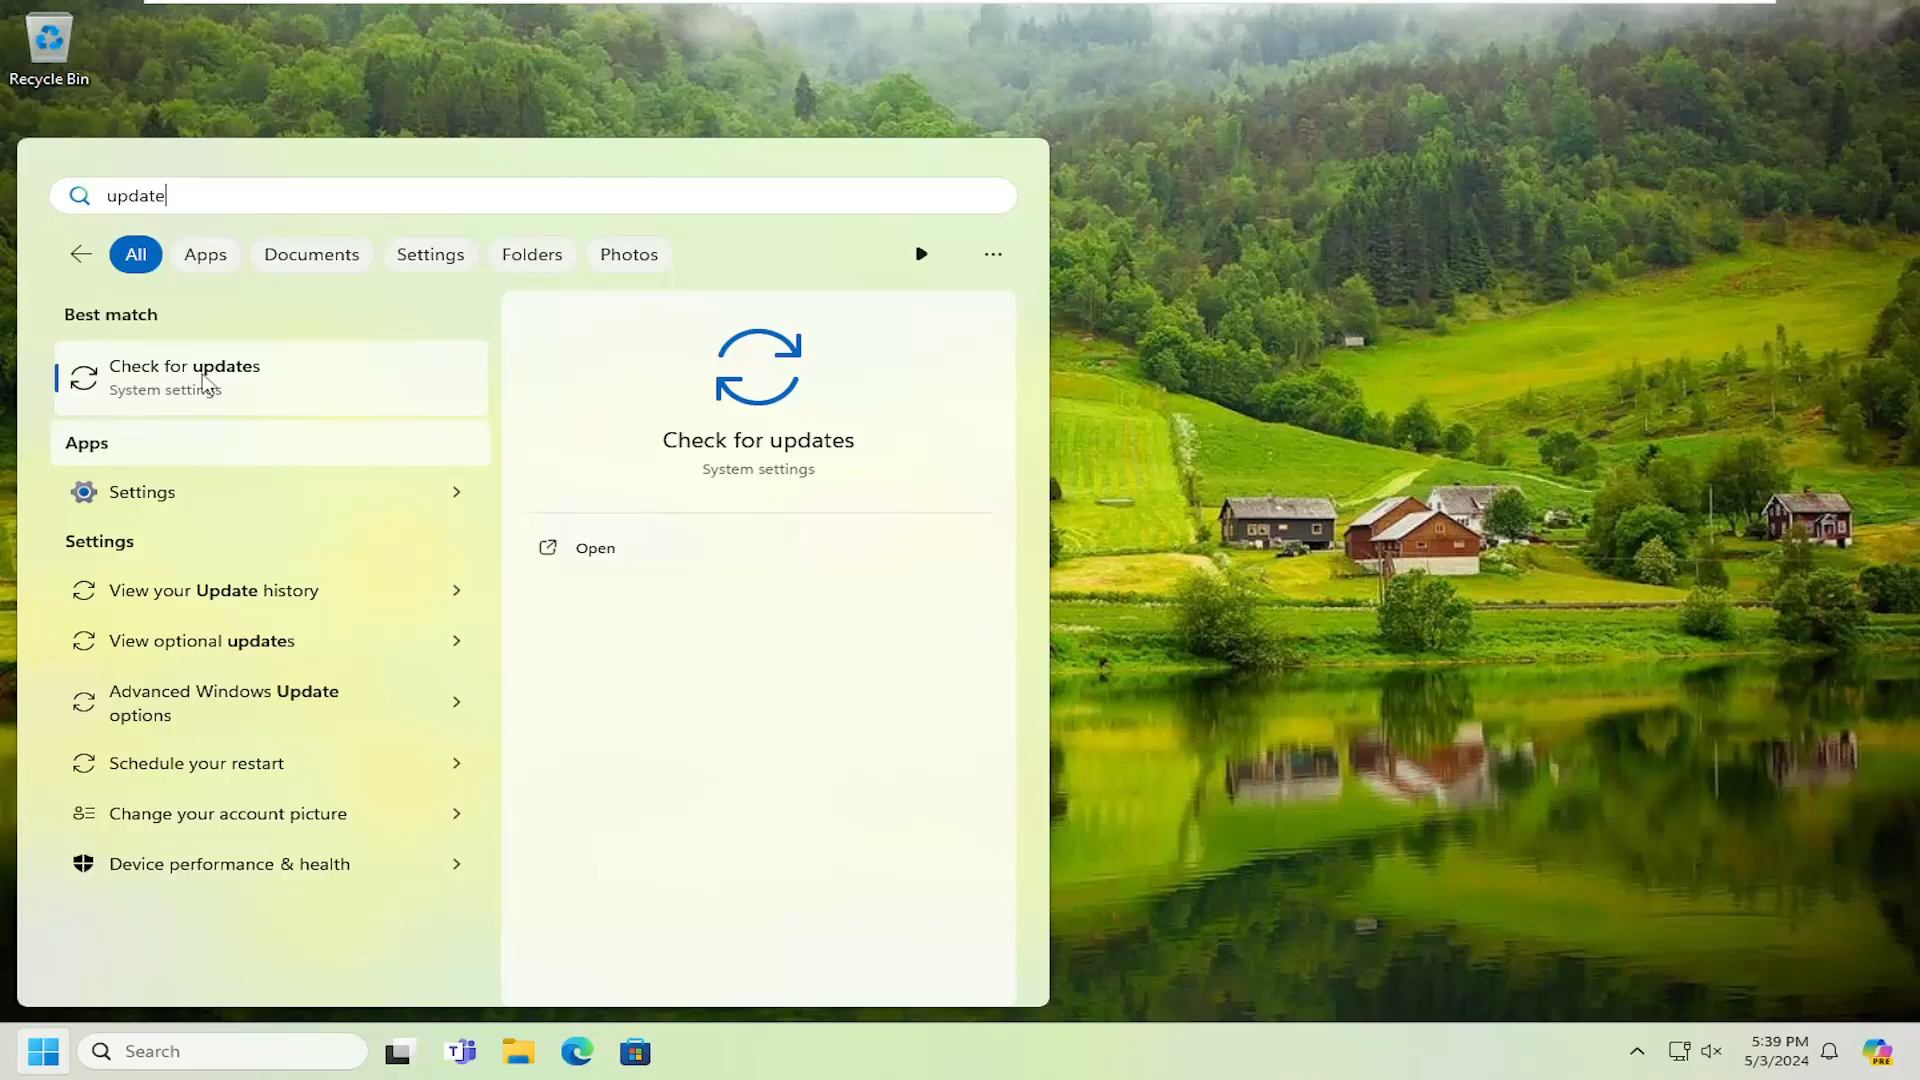 Recycle Bin
update
All
Apps
Documents
Settings
Folders
Photos
Best match
Check for updates
System settings
Apps
Settings
Settings
View your Update history
View optional updates
Advanced Windows Update
options
Schedule your restart
Change your account picture
Device performance & health
Check for updates
System settings
Open
Search
5:39 PM
5/3/2024
PRE